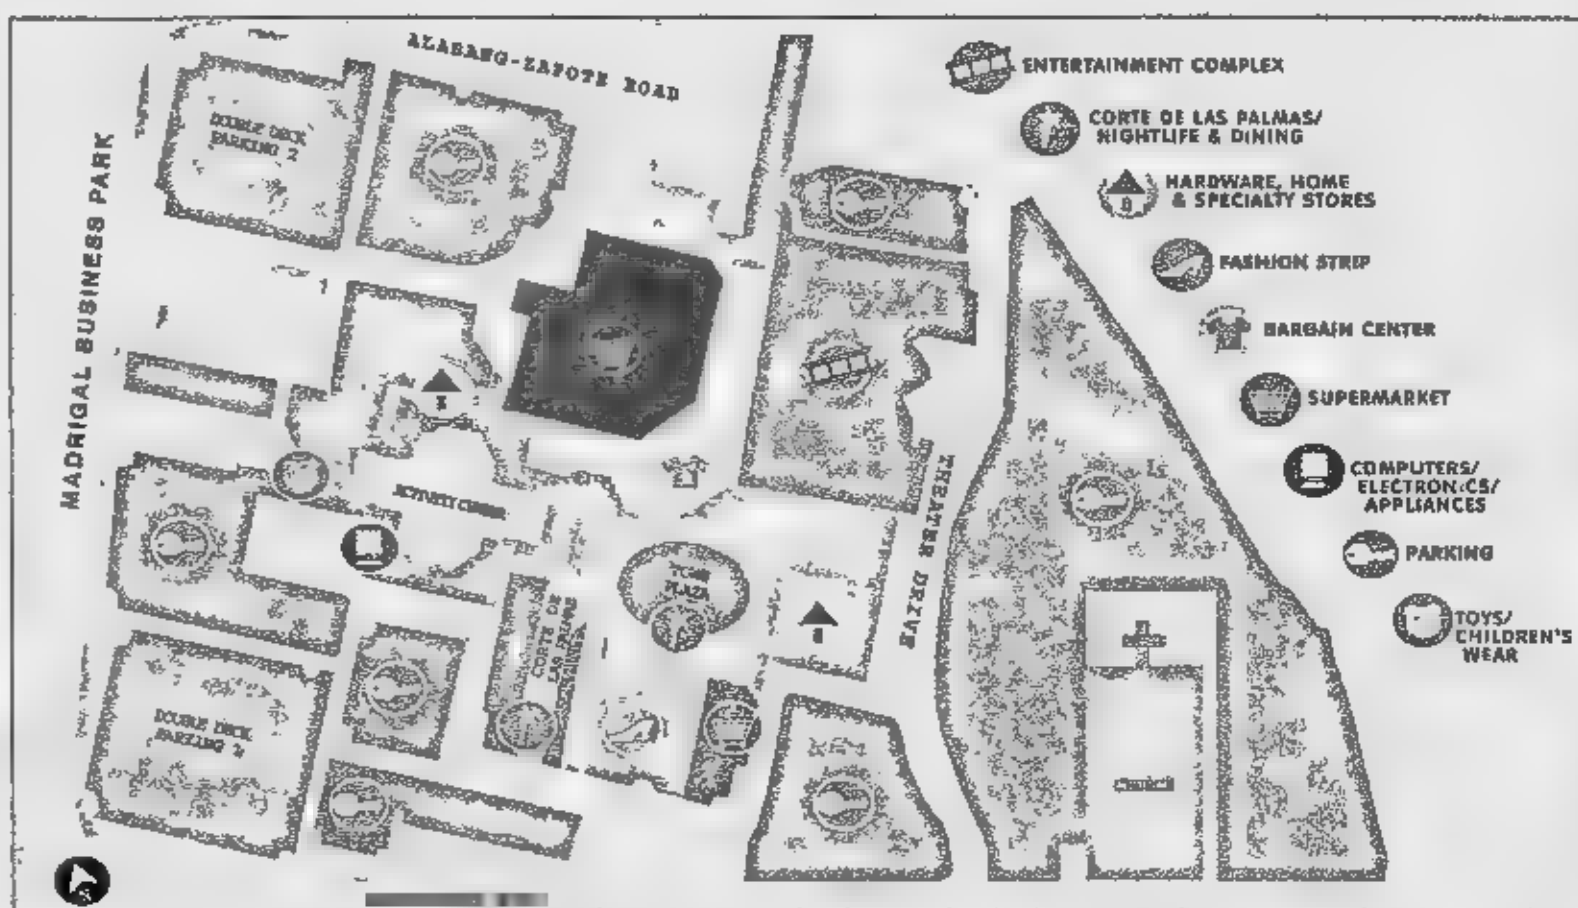 ALABANG-ZAPOTE ROAD
ENTERTAINMENT COMPLEX
CORTE DE LAS PALMAS/
NIGHTLIFE & DINING
HARDWARE, HOME
& SPECIALTY STORES
FASHION STRIP
BARGAIN CENTER
SUPERMARKET
COMPUTERS/
ELECTRONICS/
APPLIANCES
PARKING
TOYS/
CHILDREN'S
WEAR
DOUBLE DECK
PARKING 2
MADRIGAL BUSINESS PARK
ACTIVITY CENTER
TOWN
PLAZA
CORTE DE
LAS PALMAS
THEATER DRIVE
DOUBLE DECK
PARKING
Church